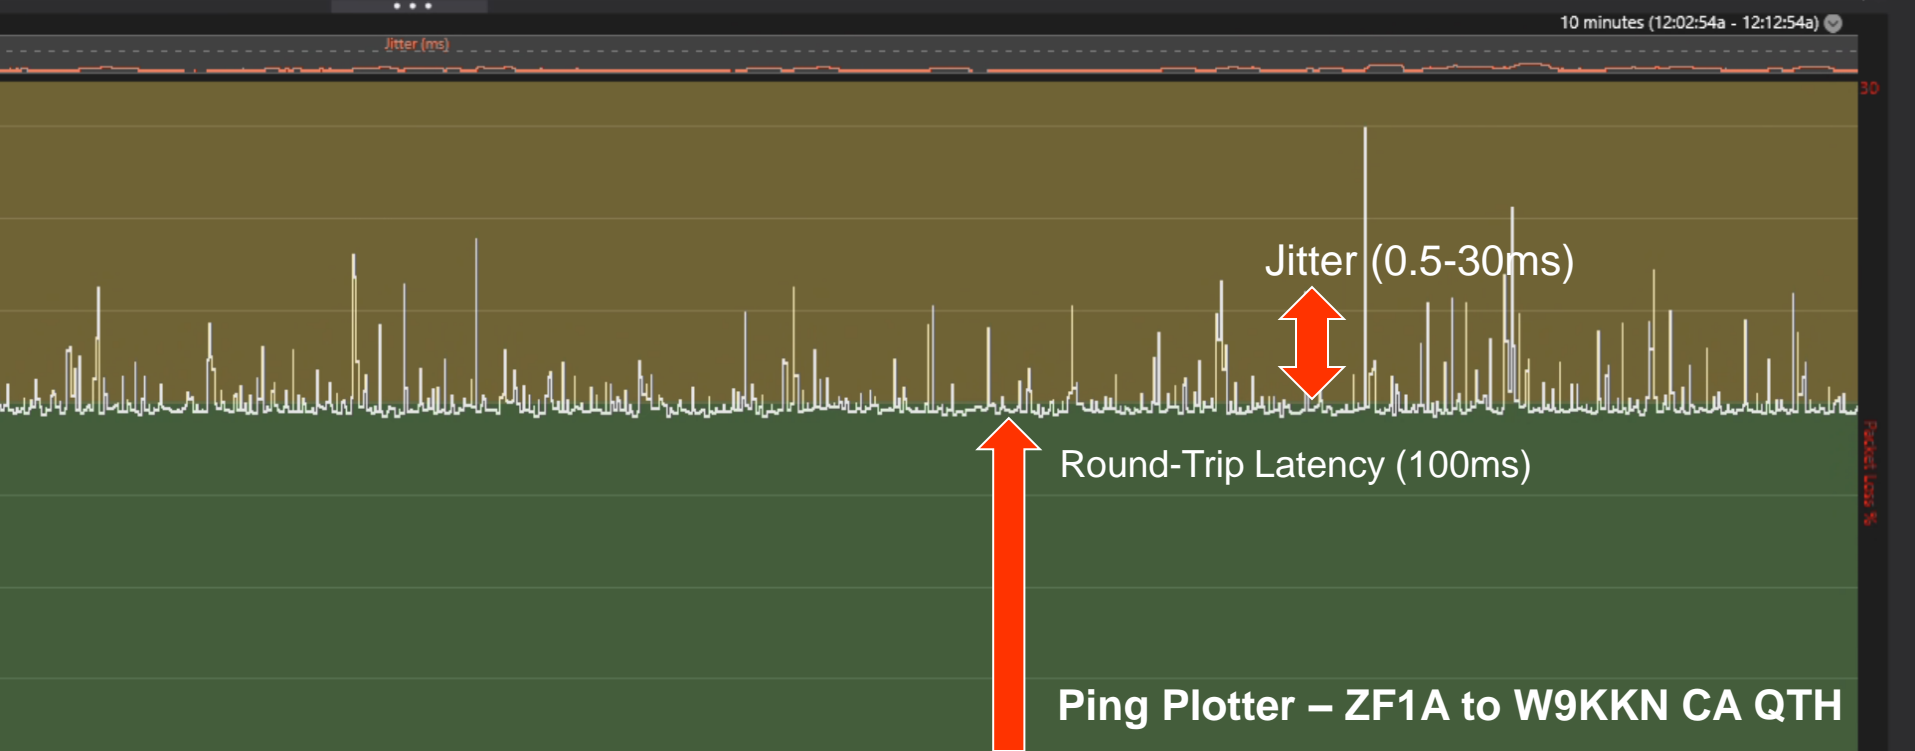 10 minutes (12:02:54a - 12:12:54a)
Jitter (ms)
30
Jitter (0.5-30ms)
Round-Trip Latency (100ms)
Packet Loss %
Ping Plotter – ZF1A to W9KKN CA QTH